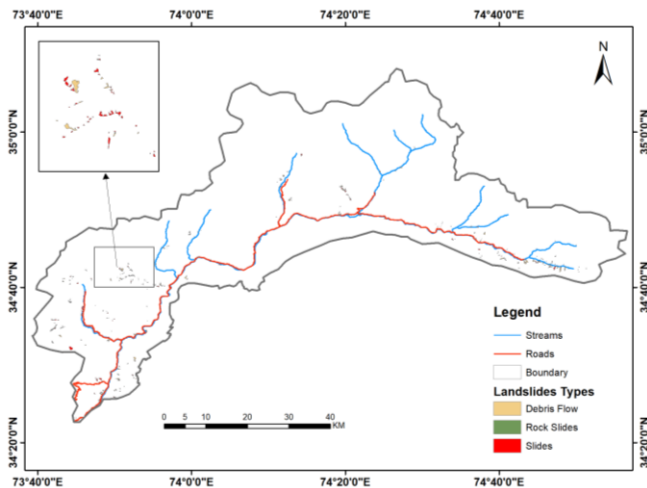 73°40'0"E 74°0'0"E 74°20'0"E 74°40'0"E
N
35°0'0"N 35°0'0"N
34°40'0"N 34°40'0"N
34°20'0"N 34°20'0"N
Legend
Streams
Roads
Boundary
Landslides Types
Debris Flow
Rock Slides
Slides
0 5 10 20 30 40
KM
73°40'0"E 74°0'0"E 74°20'0"E 74°40'0"E